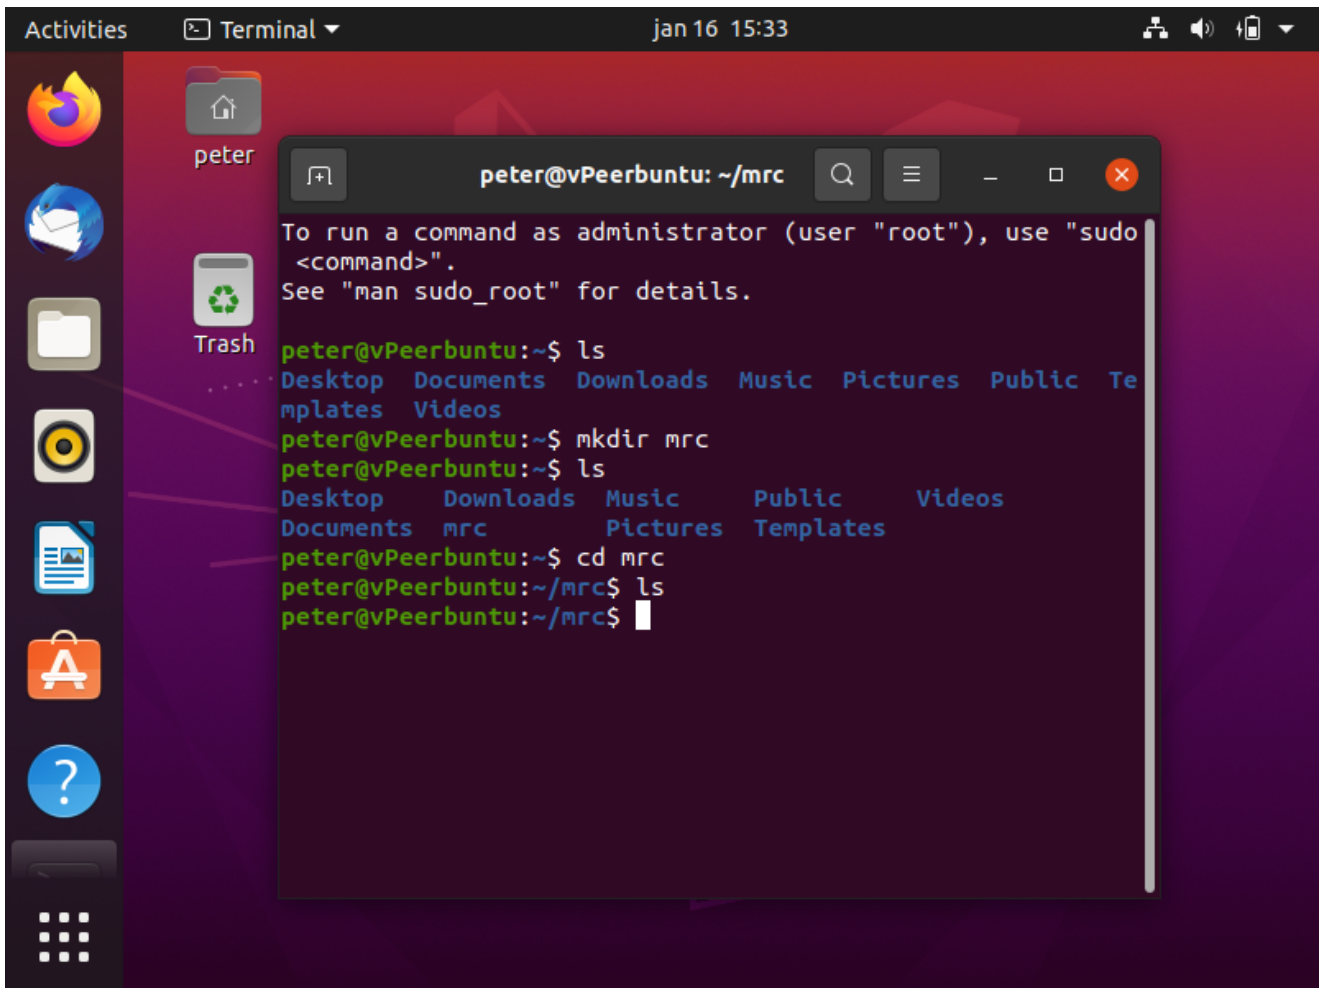 Activities
Terminal
jan 16 15:33
peter
Trash
peter@vPeerbuntu: ~/mrc
To run a command as administrator (user "root"), use "sudo
 <command>".
See "man sudo_root" for details.
peter@vPeerbuntu:~$ ls
Desktop  Documents  Downloads  Music  Pictures  Public  Te
mplates  Videos
peter@vPeerbuntu:~$ mkdir mrc
peter@vPeerbuntu:~$ ls
Desktop    Downloads  Music     Public     Videos
Documents  mrc        Pictures  Templates
peter@vPeerbuntu:~$ cd mrc
peter@vPeerbuntu:~/mrc$ ls
peter@vPeerbuntu:~/mrc$